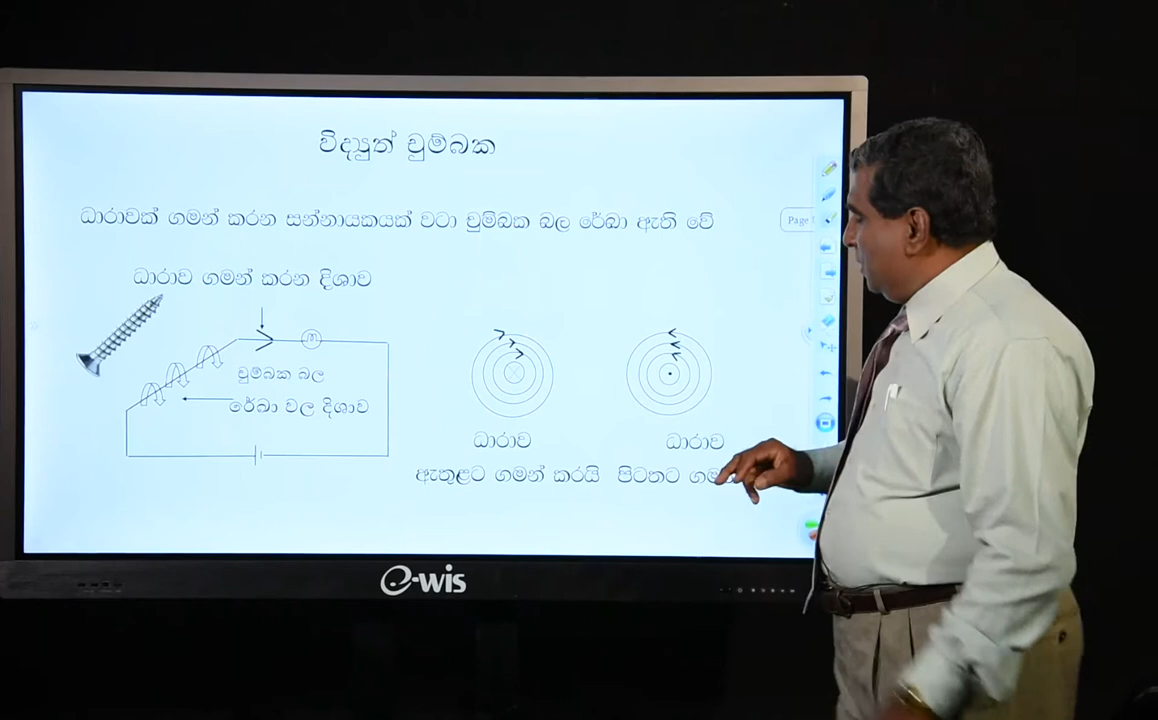 විද්‍යුත් චුම්බක
ධාරාවක් ගමන් කරන සන්නායකයක් වටා චුම්බක බල රේඛා ඇති වේ
Page
ධාරාව ගමන් කරන දිශාව
චුම්බක බල
රේඛා වල දිශාව
ධාරාව
ඇතුළට ගමන් කරයි
ධාරාව
පිටතට
e-wis